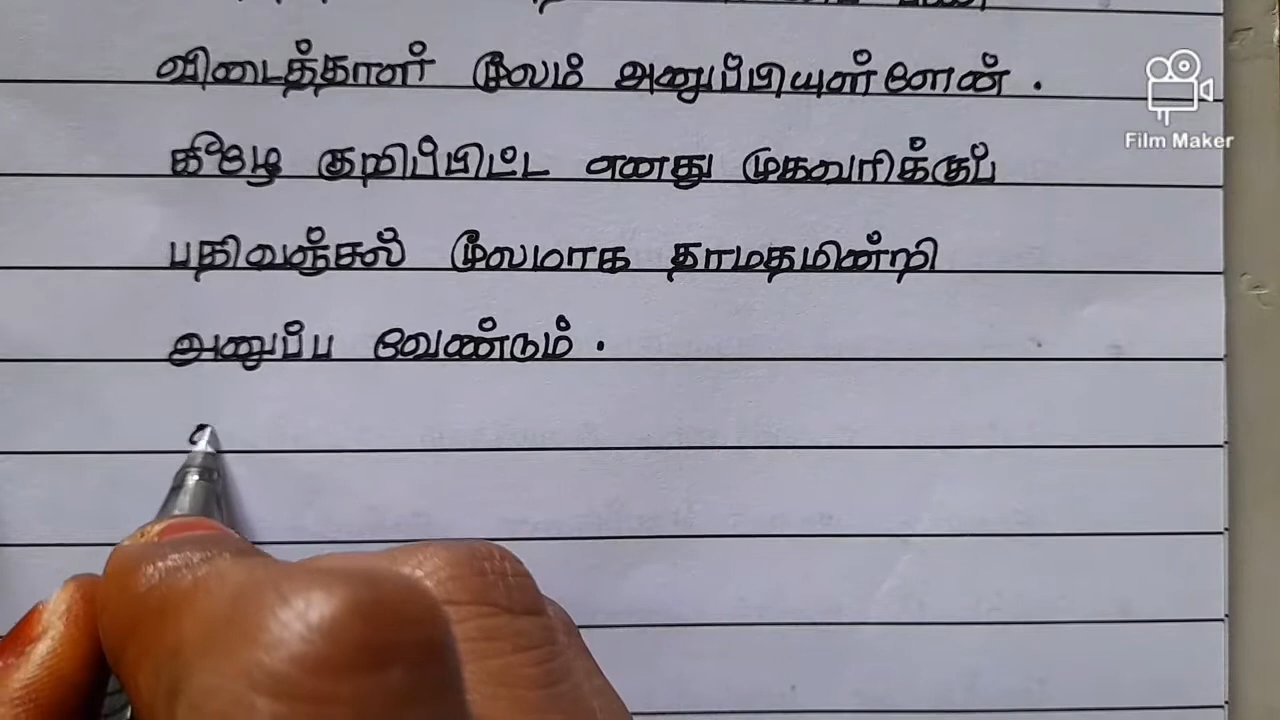 விடைத்தாள் மூலம் அனுப்பியுள்ளேன் .
கீழே குறிப்பிட்ட எனது முகவரிக்குப்
பதிவஞ்சல் மூலமாக தாமதமின்றி
அனுப்ப வேண்டும் .
Film Maker